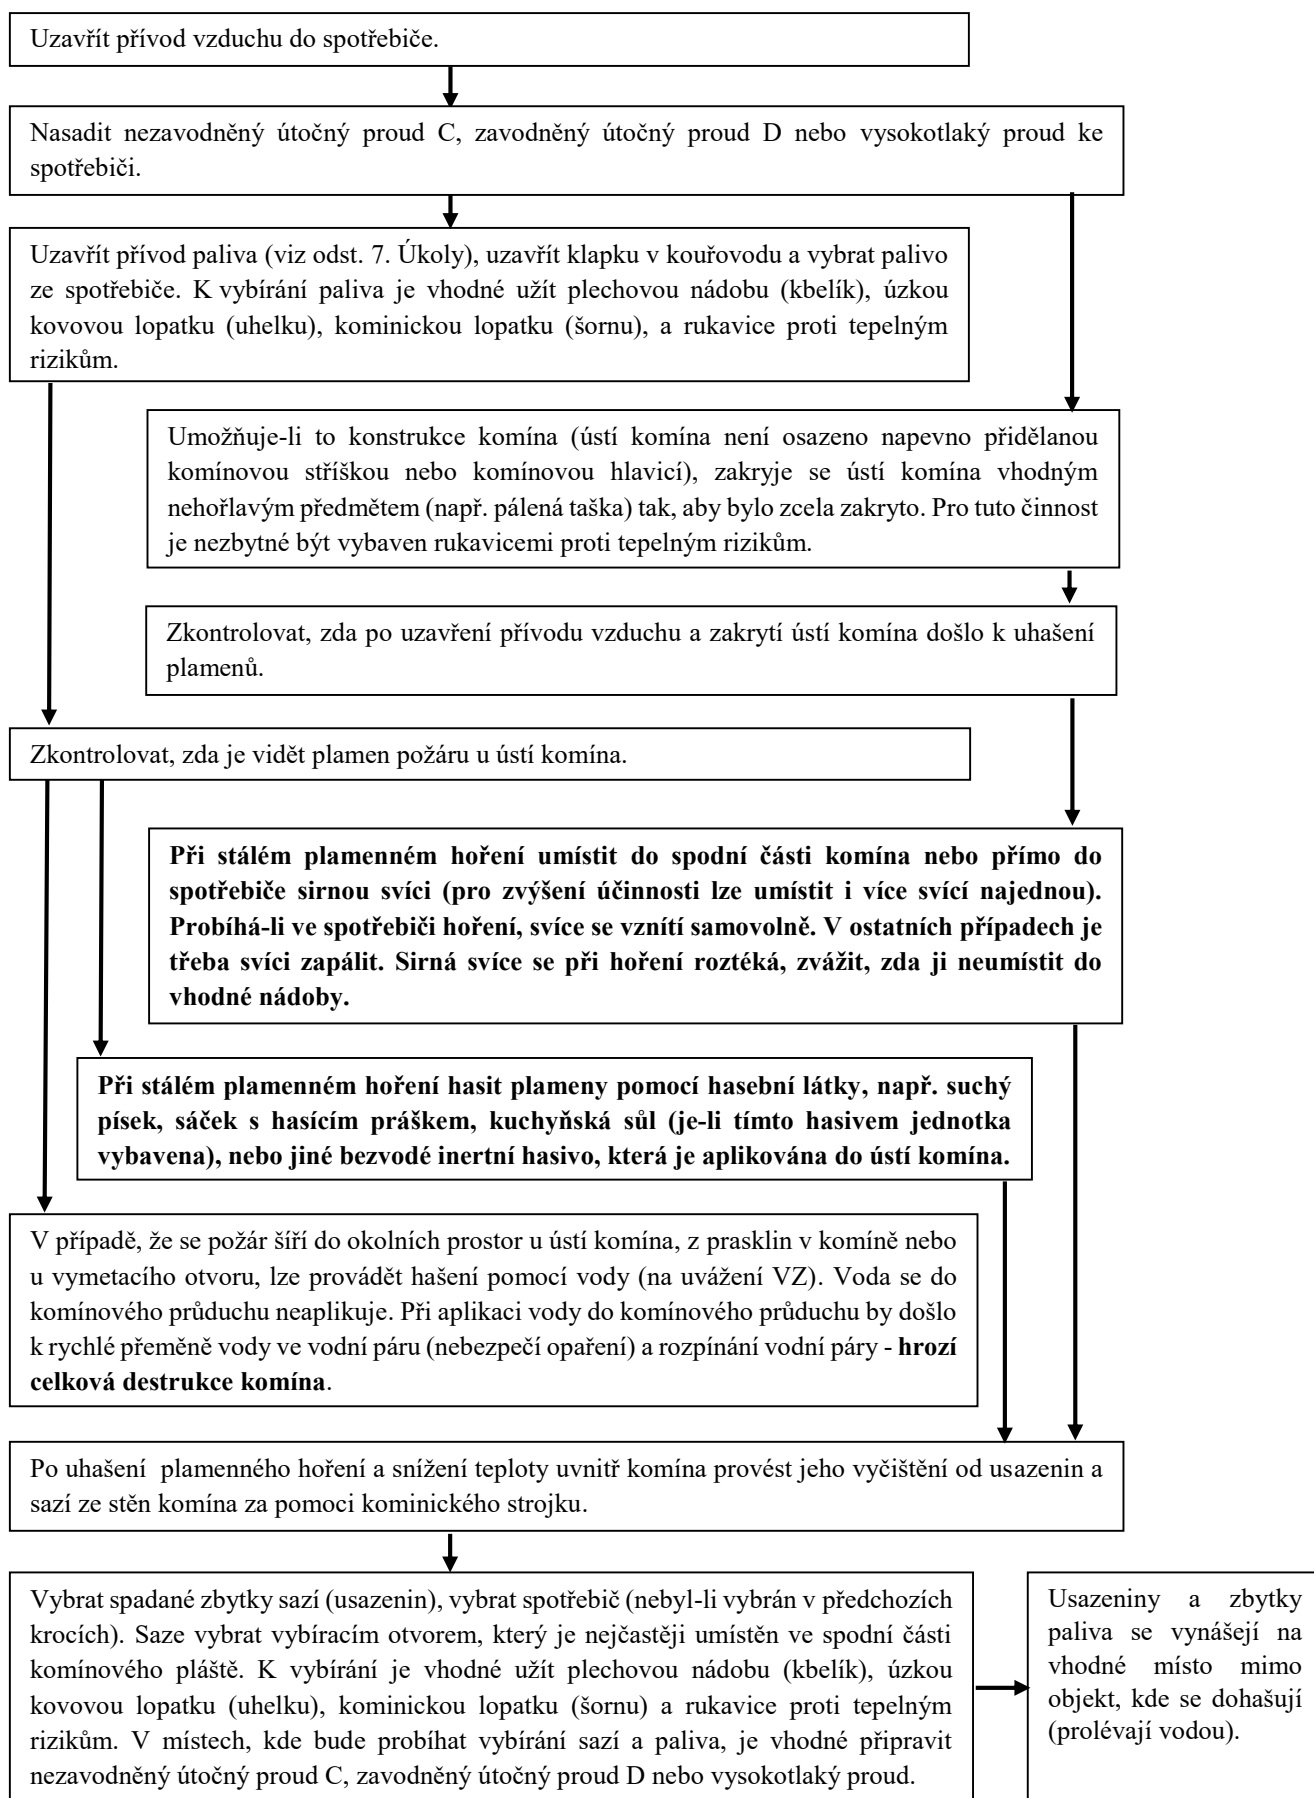 Uzavřít přívod vzduchu do spotřebiče.
Nasadit nezavodněný útočný proud C, zavodněný útočný proud D nebo vysokotlaký proud ke
spotřebiči.
Uzavřít přívod paliva (viz odst. 7. Úkoly), uzavřít klapku v kouřovodu a vybrat palivo
ze spotřebiče. K vybírání paliva je vhodné užít plechovou nádobu (kbelík), úzkou
kovovou lopatku (uhelku), kominickou lopatku (šornu), a rukavice proti tepelným
rizikům.
Umožňuje-li to konstrukce komína (ústí komína není osazeno napevno přidělanou
komínovou stříškou nebo komínovou hlavicí), zakryje se ústí komína vhodným
nehořlavým předmětem (např. pálená taška) tak, aby bylo zcela zakryto. Pro tuto činnost
je nezbytné být vybaven rukavicemi proti tepelným rizikům.
Zkontrolovat, zda po uzavření přívodu vzduchu a zakrytí ústí komína došlo k uhašení
plamenů.
Zkontrolovat, zda je vidět plamen požáru u ústí komína.
Při stálém plamenném hoření umístit do spodní části komína nebo přímo do
spotřebiče sirnou svíci (pro zvýšení účinnosti lze umístit i více svící najednou).
Probíhá-li ve spotřebiči hoření, svíce se vznítí samovolně. V ostatních případech je
třeba svíci zapálit. Sirná svíce se při hoření roztéká, zvážit, zda ji neumístit do
vhodné nádoby.
Při stálém plamenném hoření hasit plameny pomocí hasební látky, např. suchý
písek, sáček s hasícím práškem, kuchyňská sůl (je-li tímto hasivem jednotka
vybavena), nebo jiné bezvodé inertní hasivo, která je aplikována do ústí komína.
V případě, že se požár šíří do okolních prostor u ústí komína, z prasklin v komíně nebo
u vymetacího otvoru, lze provádět hašení pomocí vody (na uvážení VZ). Voda se do
komínového průduchu neaplikuje. Při aplikaci vody do komínového průduchu by došlo
k rychlé přeměně vody ve vodní páru (nebezpečí opaření) a rozpínání vodní páry - hrozí
celková destrukce komína.
Po uhašení plamenného hoření a snížení teploty uvnitř komína provést jeho vyčištění od usazenin a
sazí ze stěn komína za pomoci kominického strojku.
Vybrat spadané zbytky sazí (usazenin), vybrat spotřebič (nebyl-li vybrán v předchozích
krocích). Saze vybrat vybíracím otvorem, který je nejčastěji umístěn ve spodní části
komínového pláště. K vybírání je vhodné užít plechovou nádobu (kbelík), úzkou
kovovou lopatku (uhelku), kominickou lopatku (šornu) a rukavice proti tepelným
rizikům. V místech, kde bude probíhat vybírání sazí a paliva, je vhodné připravit
nezavodněný útočný proud C, zavodněný útočný proud D nebo vysokotlaký proud.
Usazeniny a zbytky
paliva se vynášejí na
vhodné místo mimo
objekt, kde se dohašují
(prolévají vodou).